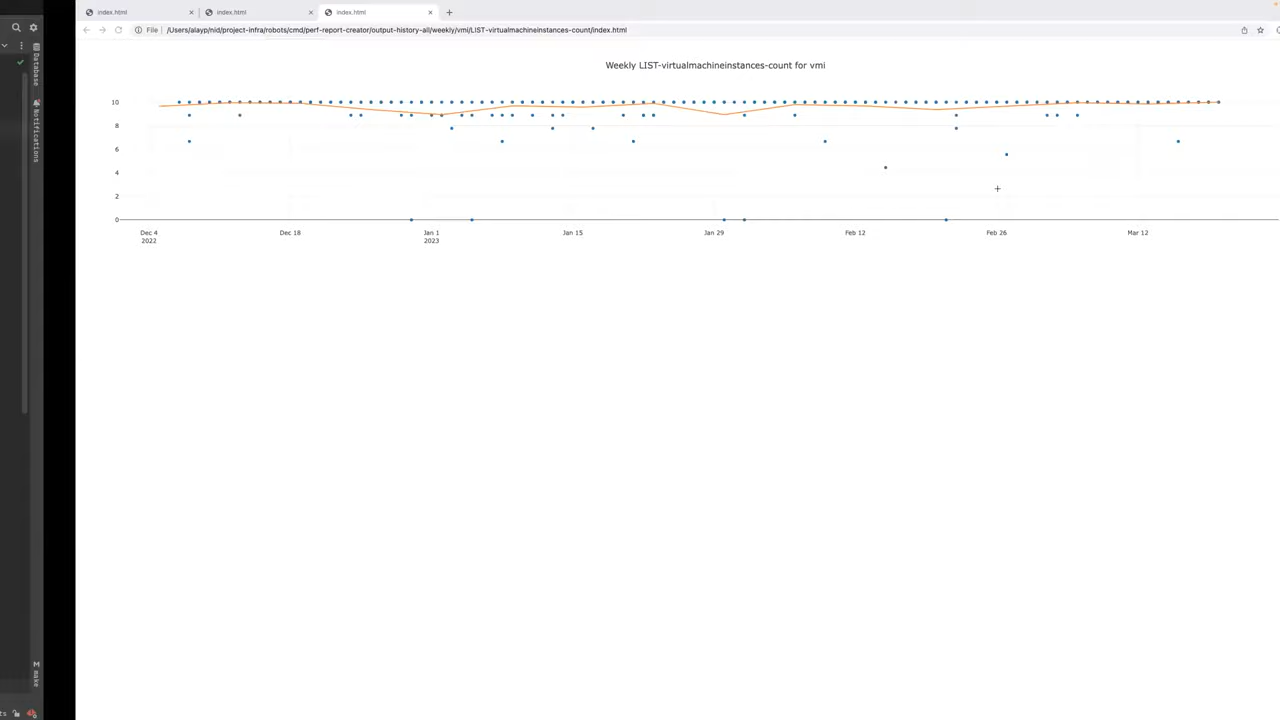 index.html
index.html
index.html
File
/Users/alayp/nid/project-infra/robots/cmd/perf-report-creator/output-history-all/weekly/vmi/LIST-virtualmachineinstances-count/index.html
Database
Notifications
make
ts
Weekly LIST-virtualmachineinstances-count for vmi
10
8
6
4
2
0
Dec 4
2022
Dec 18
Jan 1
2023
Jan 15
Jan 29
Feb 12
Feb 26
Mar 12